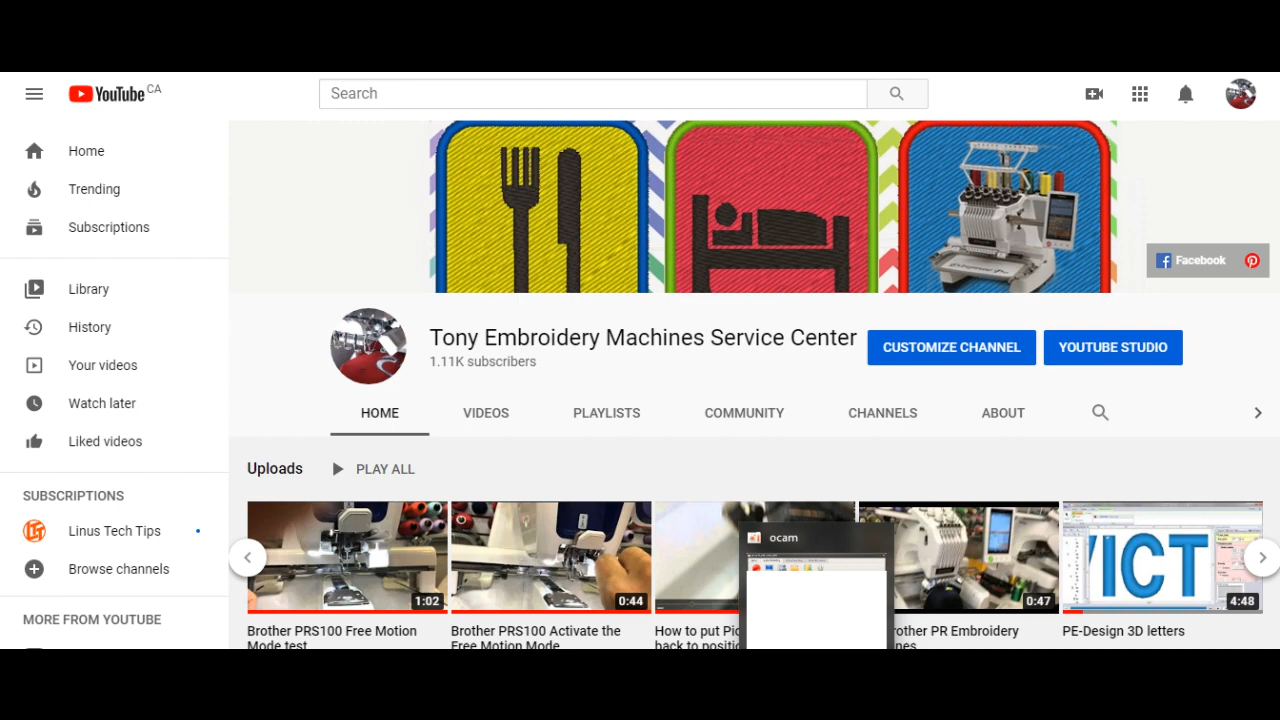 YouTube CA
Search
Home
Trending
Subscriptions
Library
History
Your videos
Watch later
Liked videos
SUBSCRIPTIONS
Linus Tech Tips
Browse channels
MORE FROM YOUTUBE
Facebook
Tony Embroidery Machines Service Center
1.11K subscribers
CUSTOMIZE CHANNEL
YOUTUBE STUDIO
HOME VIDEOS PLAYLISTS COMMUNITY CHANNELS ABOUT
Uploads PLAY ALL
1:02
0:44
ocam
0:47
VICT
4:48
Brother PRS100 Free Motion
Mode test
Brother PRS100 Activate the
Free Motion Mode
How to put Pic
back to positi
other PR Embroidery
nes
PE-Design 3D letters